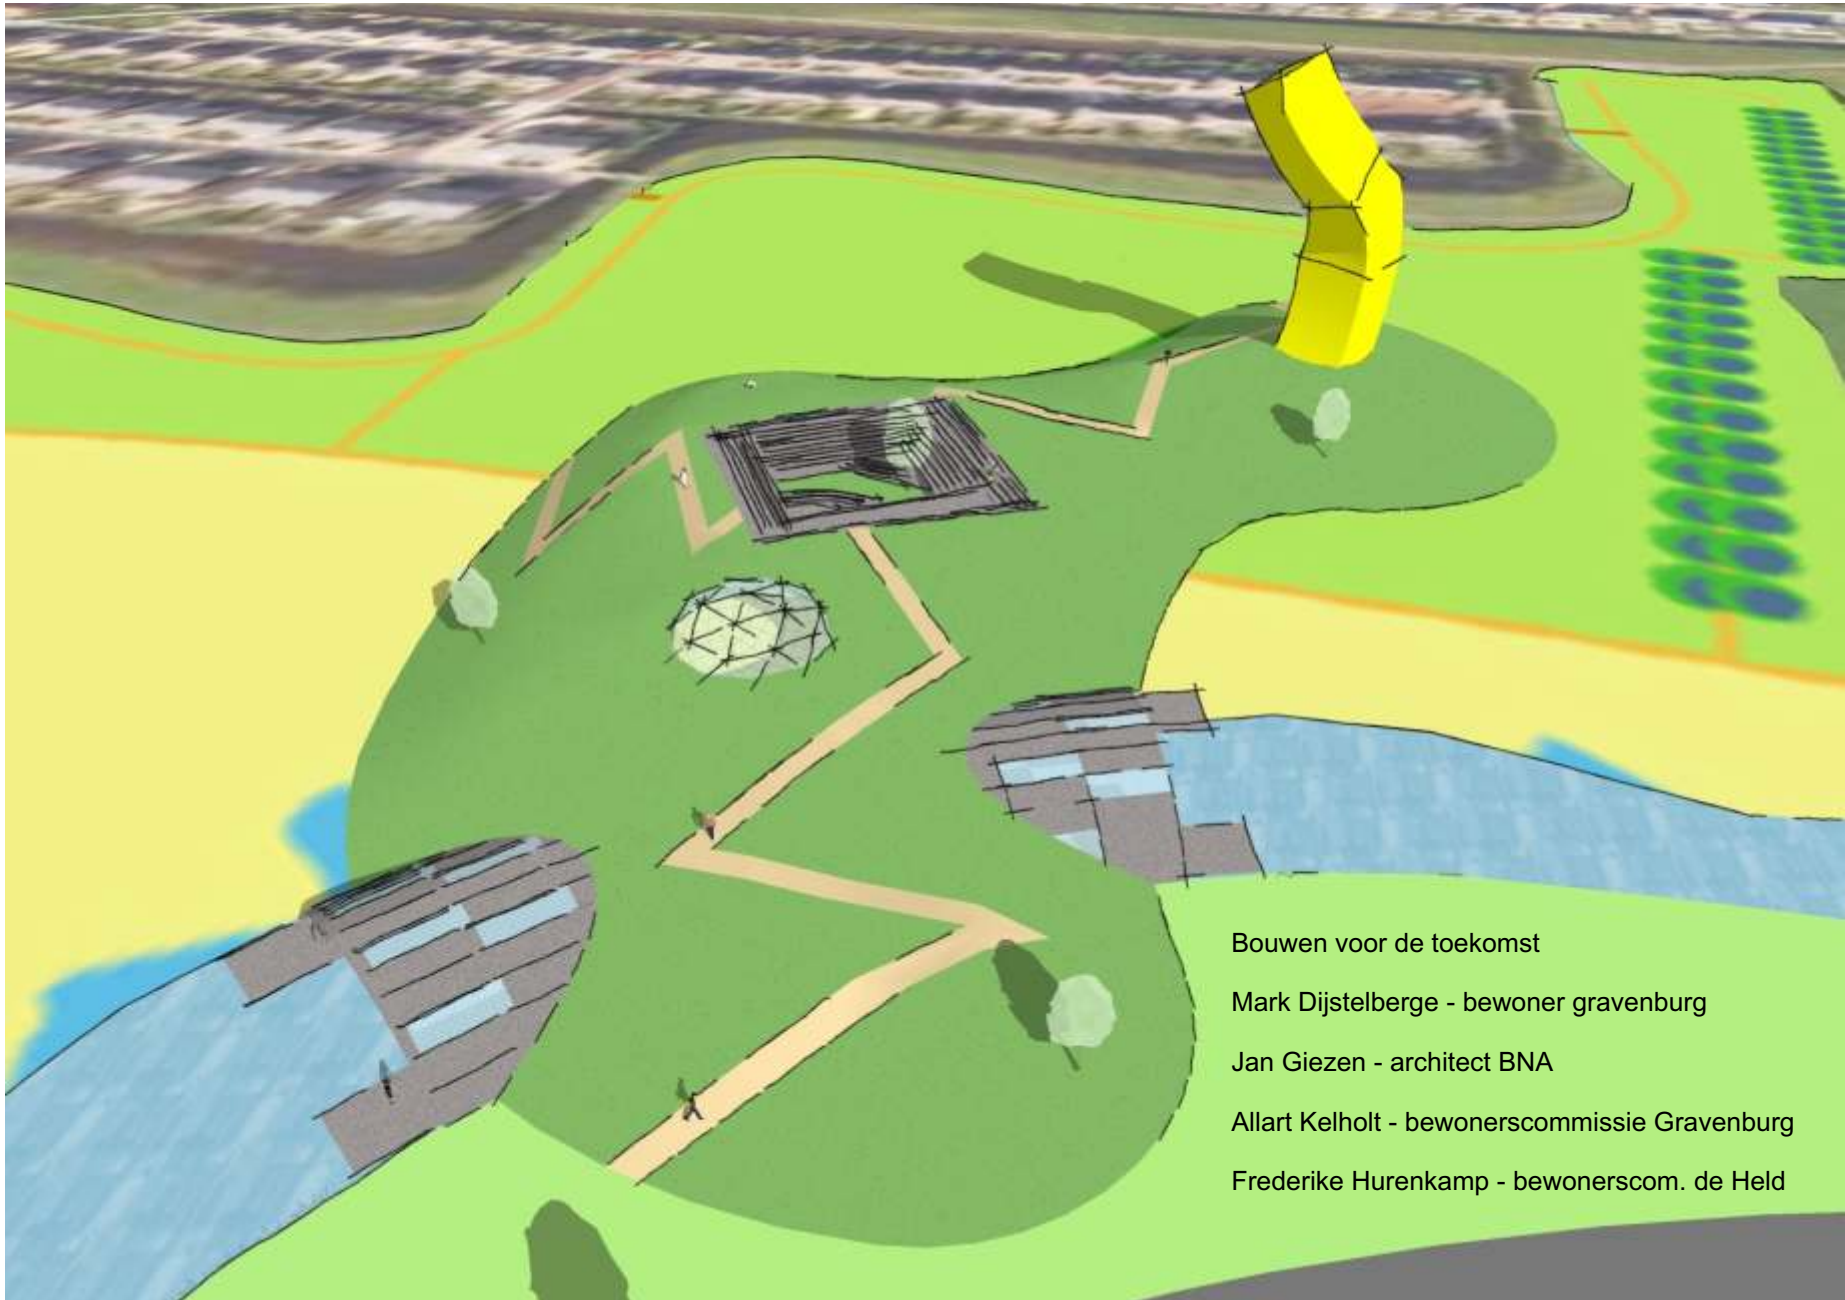 Bouwen voor de toekomst
Mark Dijstelberge - bewoner gravenburg
Jan Giezen - architect BNA
Allart Kelholt - bewonerscommissie Gravenburg
Frederike Hurenkamp - bewonerscom. de Held